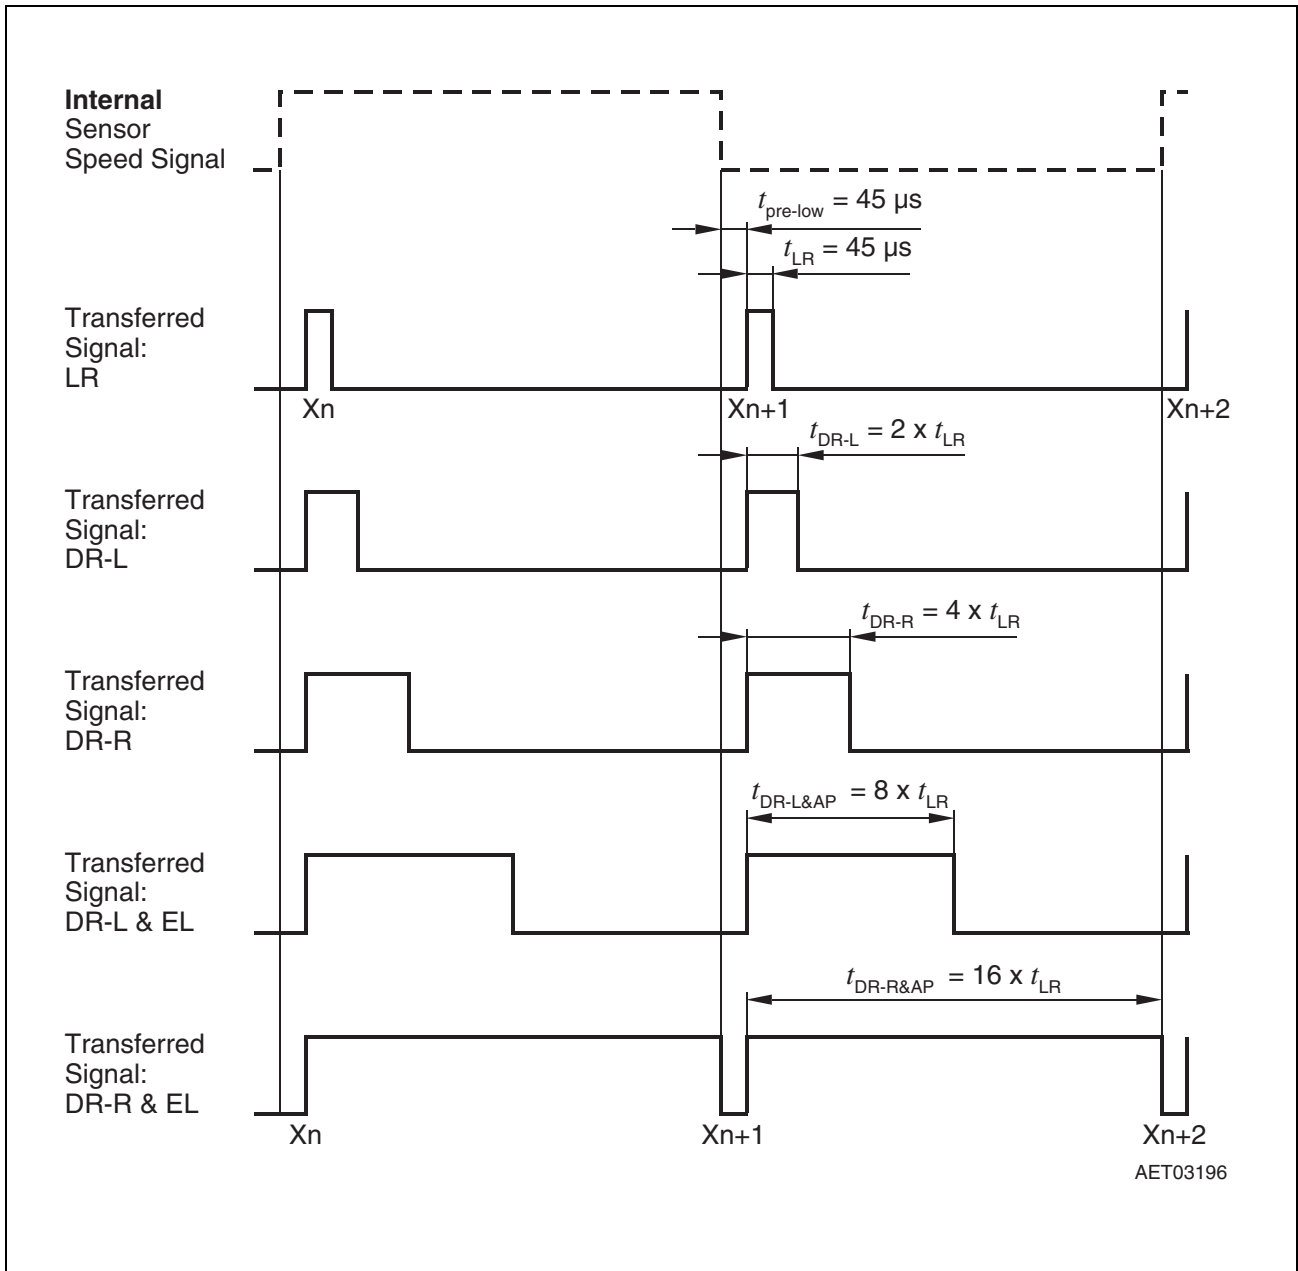 Internal
Sensor
Speed Signal
tpre-low = 45 µs
tLR = 45 µs
Transferred
Signal:
LR
Xn
Xn+1
Xn+2
tDR-L = 2 x tLR
Transferred
Signal:
DR-L
tDR-R = 4 x tLR
Transferred
Signal:
DR-R
tDR-L&AP = 8 x tLR
Transferred
Signal:
DR-L & EL
tDR-R&AP = 16 x tLR
Transferred
Signal:
DR-R & EL
Xn
Xn+1
Xn+2
AET03196